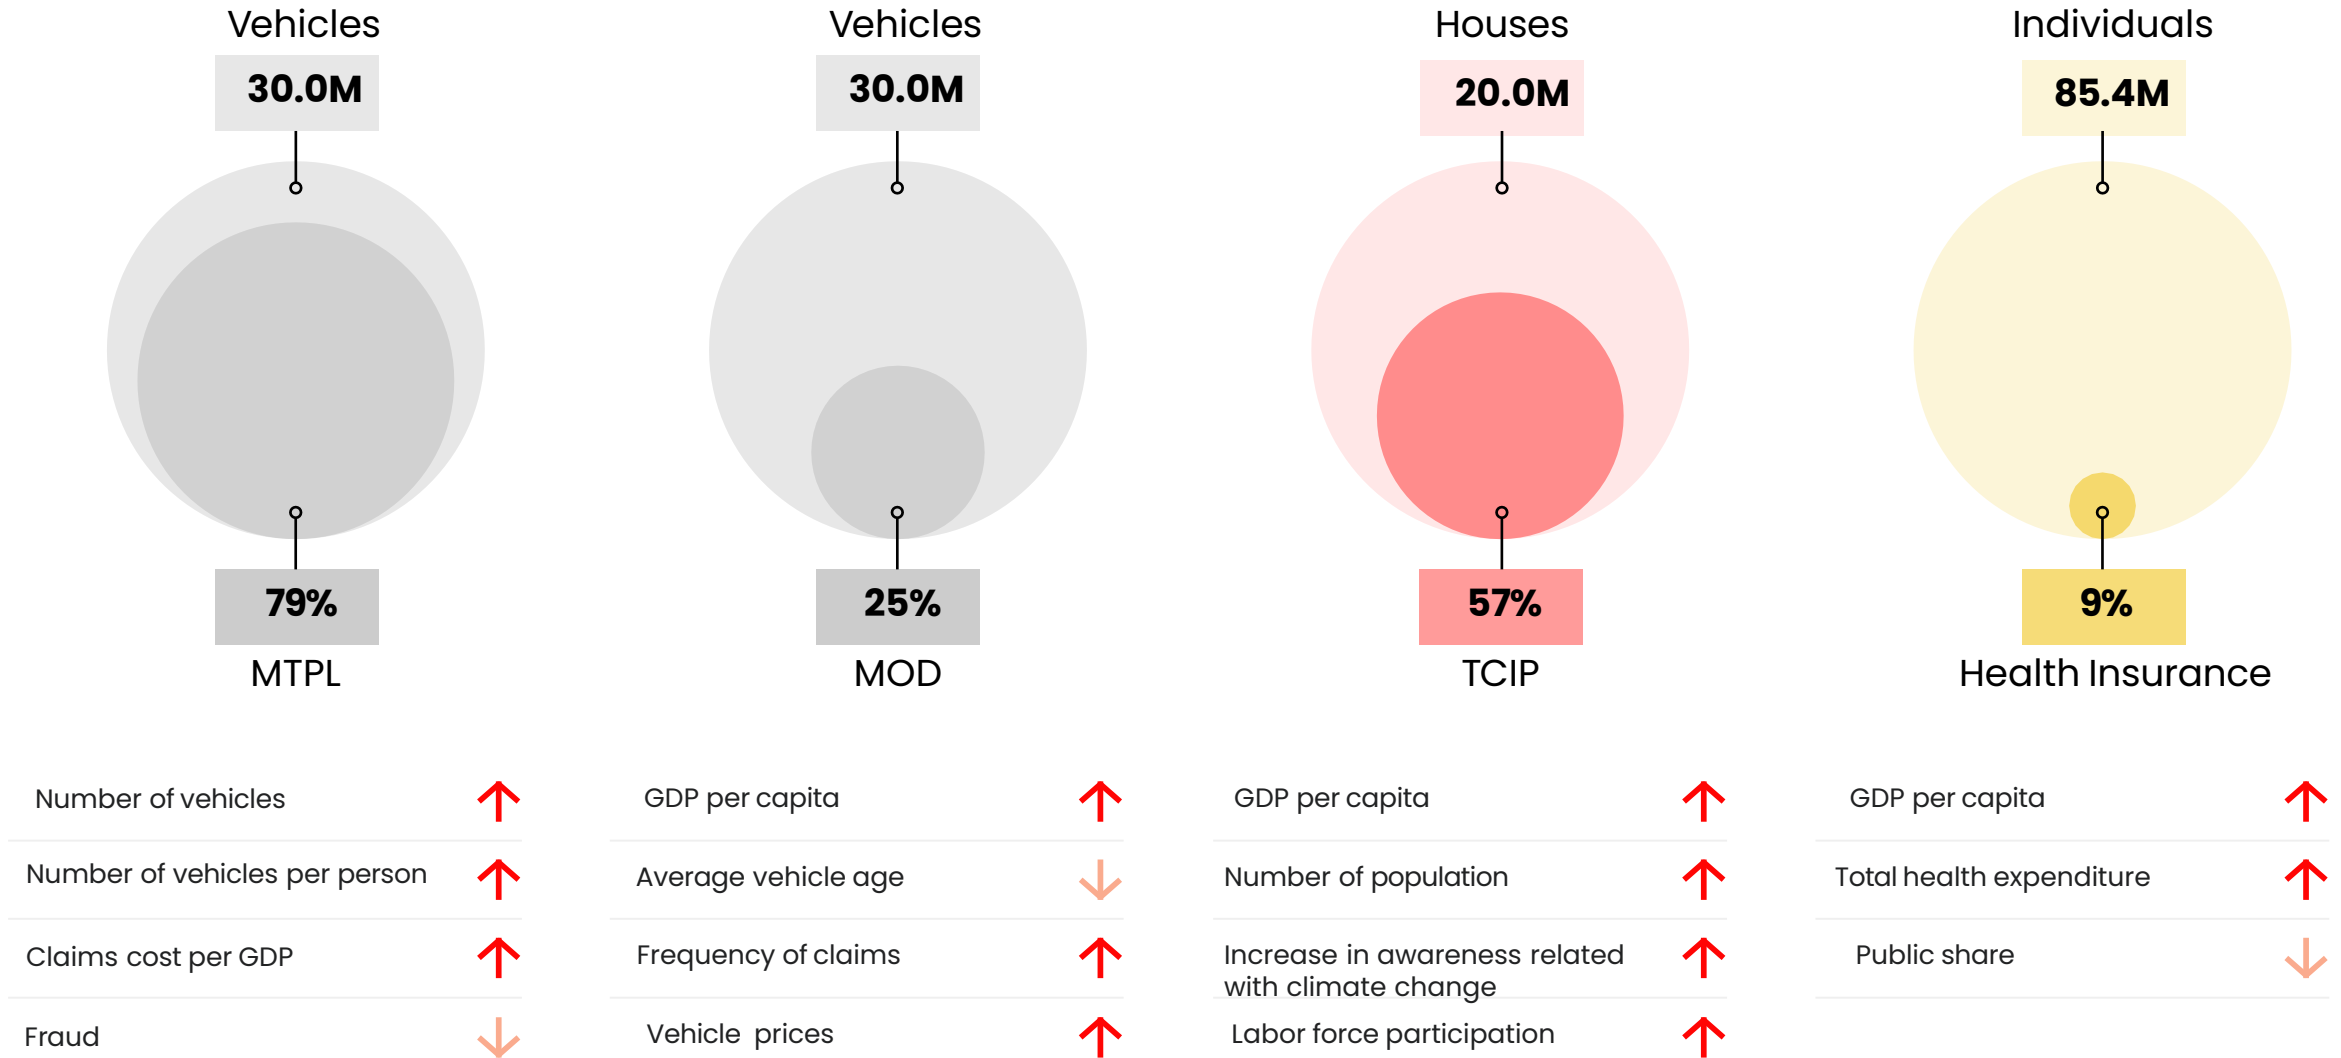 Vehicles
30.0M
79%
MTPL
Number of vehicles
Number of vehicles per person
Claims cost per GDP
Fraud
Vehicles
30.0M
25%
MOD
GDP per capita
Average vehicle age
Frequency of claims
Vehicle prices
Houses
20.0M
57%
TCIP
GDP per capita
Number of population
Increase in awareness related
with climate change
Labor force participation
Individuals
85.4M
9%
Health Insurance
GDP per capita
Total health expenditure
Public share